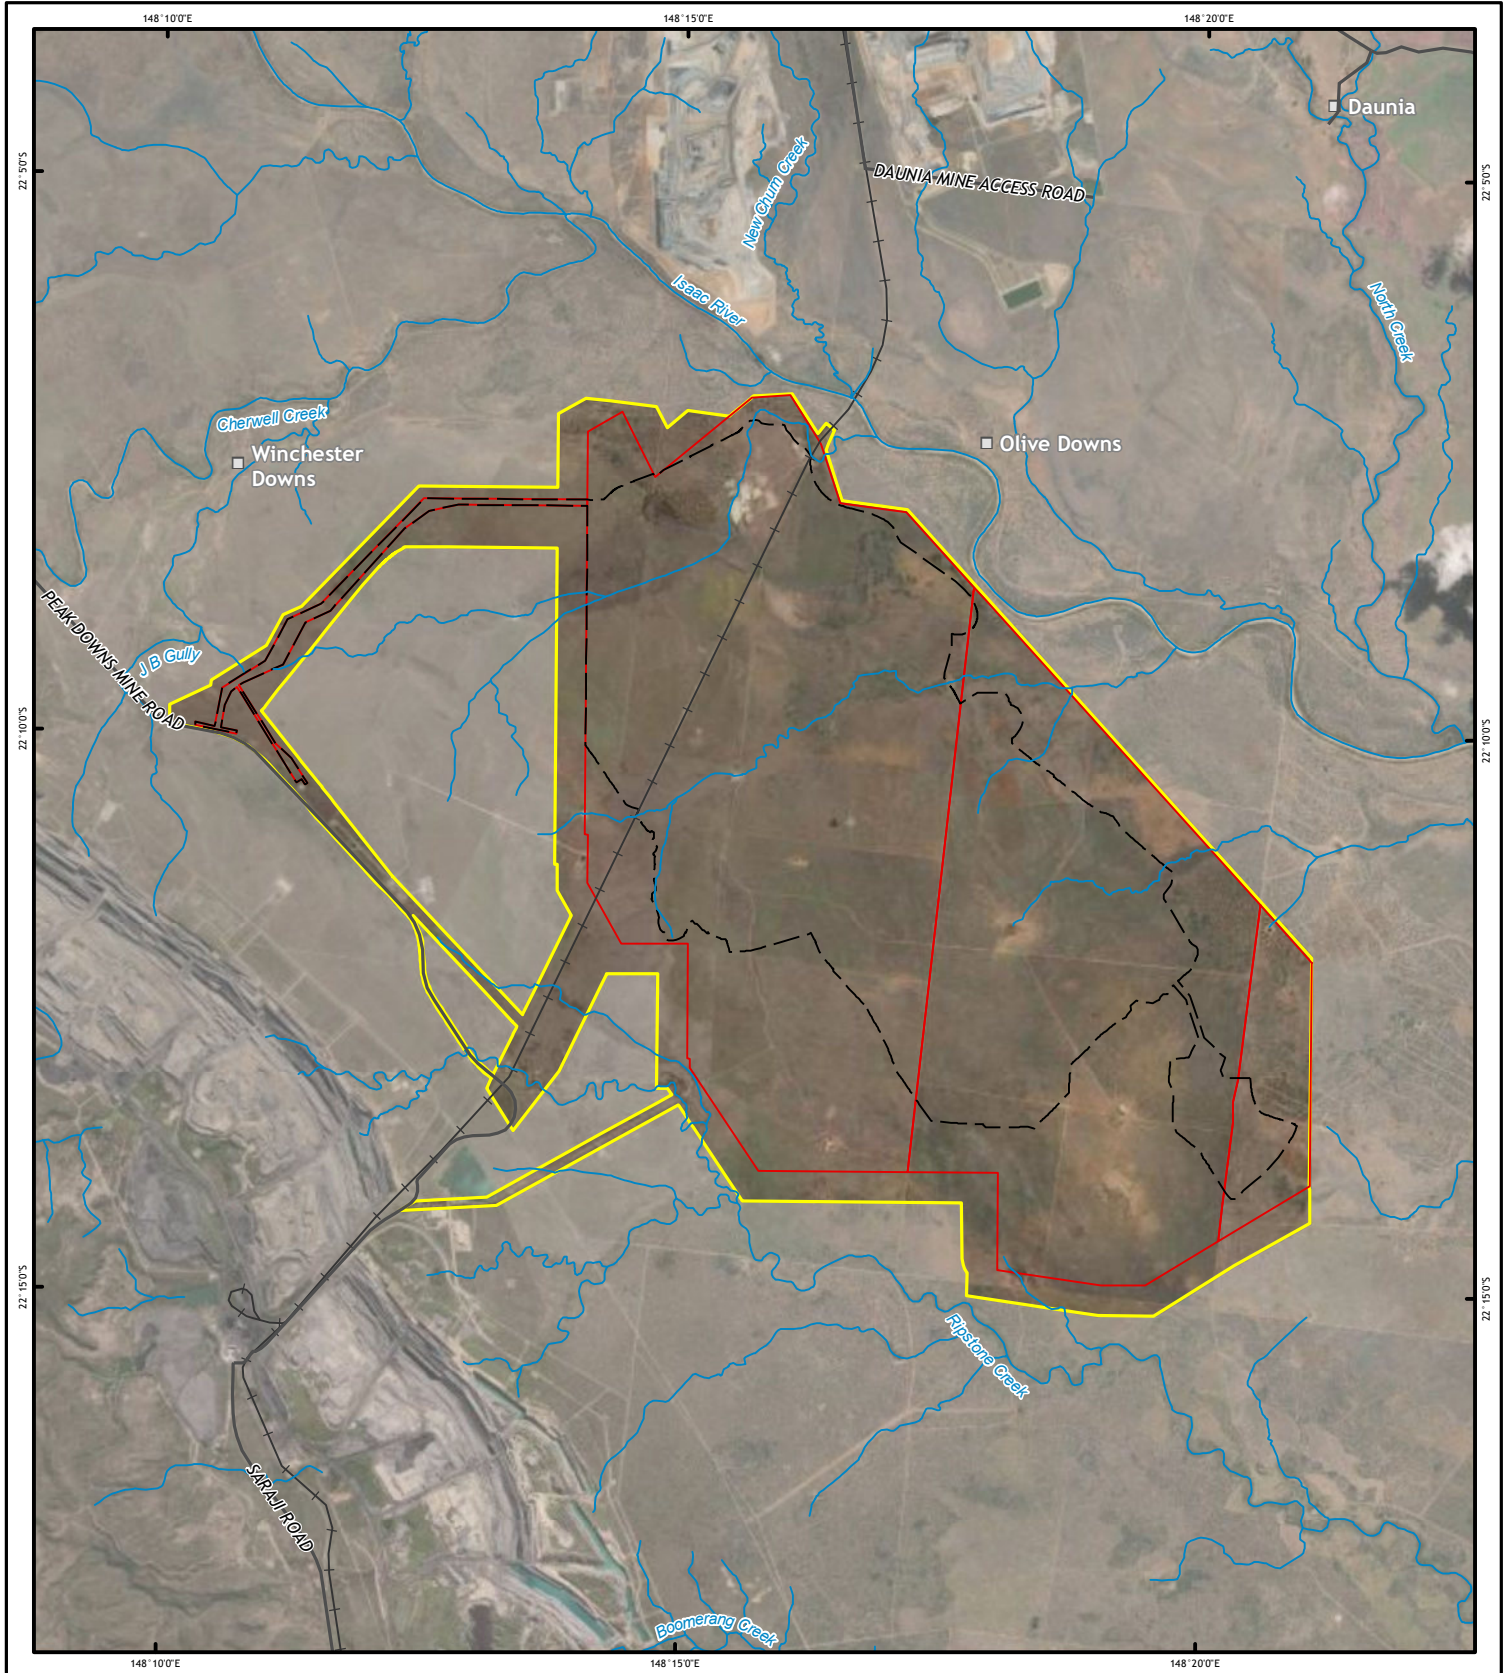 148°10'0"E
148°15'0"E
148°20'0"E
Daunia
22°5'0"S
22°5'0"S
New Chum Creek
DAUNIA MINE ACCESS ROAD
Isaac River
North Creek
Cherwell Creek
Winchester
Downs
Olive Downs
PEAK DOWNS MINE ROAD
J B Gully
22°10'0"S
22°10'0"S
22°15'0"S
22°15'0"S
Ripstone Creek
SARAJI ROAD
Boomerang Creek
148°10'0"E
148°15'0"E
148°20'0"E